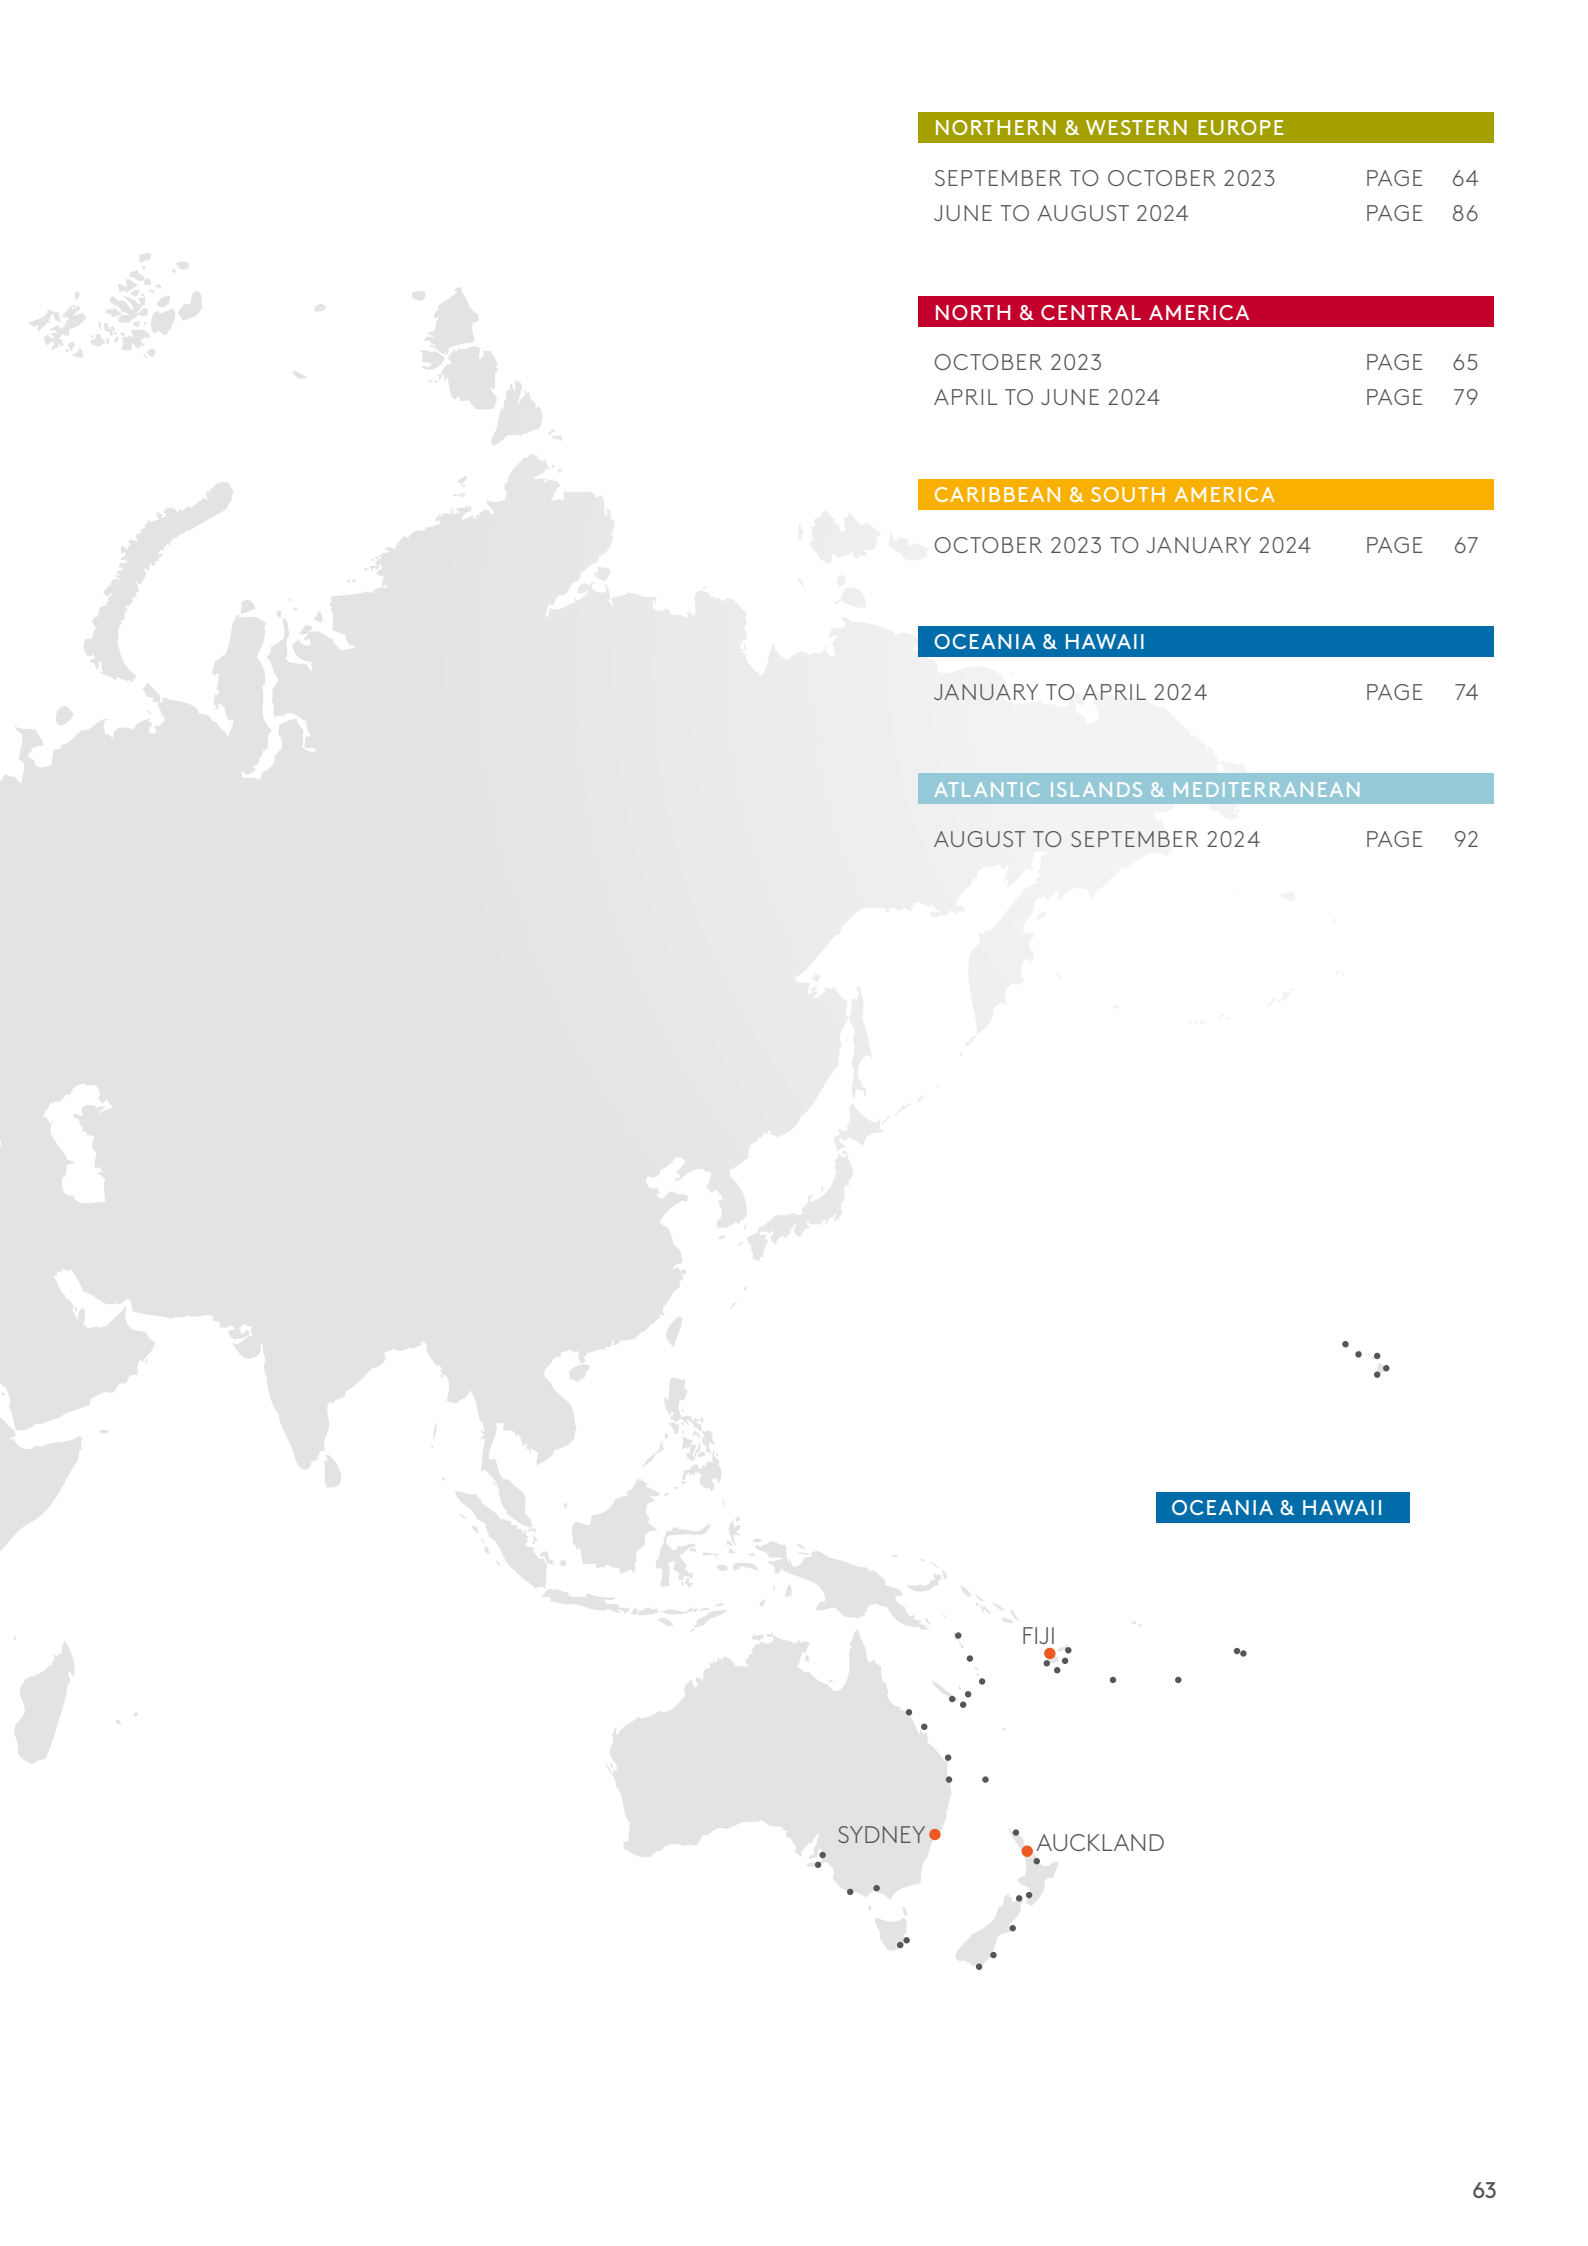 NORTHERN & WESTERN EUROPE
SEPTEMBER TO OCTOBER 2023 PAGE 64
JUNE TO AUGUST 2024 PAGE 86
NORTH & CENTRAL AMERICA
OCTOBER 2023 PAGE 65
APRIL TO JUNE 2024 PAGE 79
CARIBBEAN & SOUTH AMERICA
OCTOBER 2023 TO JANUARY 2024 PAGE 67
OCEANIA & HAWAII
JANUARY TO APRIL 2024 PAGE 74
ATLANTIC ISLANDS & MEDITERRANEAN
AUGUST TO SEPTEMBER 2024 PAGE 92
OCEANIA & HAWAII
FIJI
SYDNEY
AUCKLAND
63